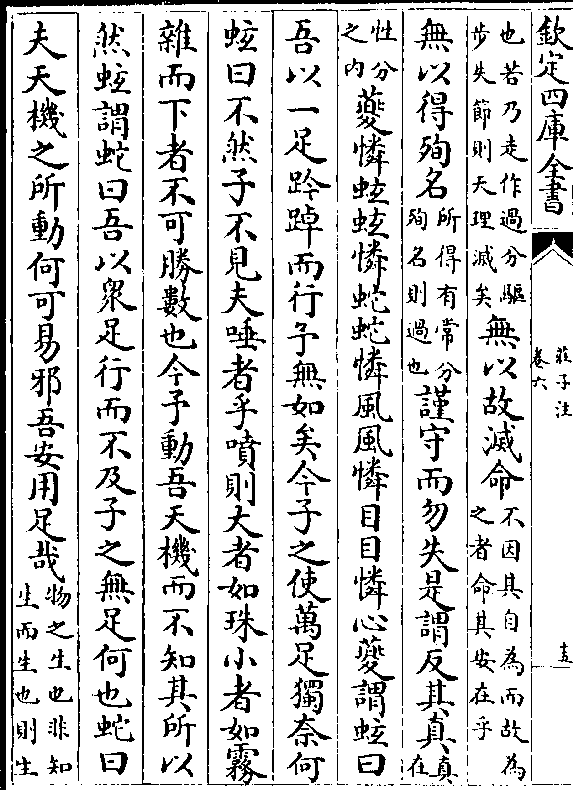 欽定四庫全書
莊子注
卷六
十五
也若乃走作過分驅步失節則天理滅矣無以故滅命不因其自為而故為之者命其安在乎
無以得殉名所得有常分殉名則過也謹守而勿失是謂反其真真在
性分之内夔憐蚿蚿憐蛇蛇憐風風憐目目憐心夔謂蚿曰
吾以一足趻踔而行予無如矣今子之使萬足獨奈何
蚿曰不然子不見夫唾者乎噴則大者如珠小者如霧
雜而下者不可勝數也今予動吾天機而不知其所以
然蚿謂蛇曰吾以衆足行而不及子之無足何也蛇曰
夫天機之所動何可易邪吾安用足哉物之生也非知生而生也則生